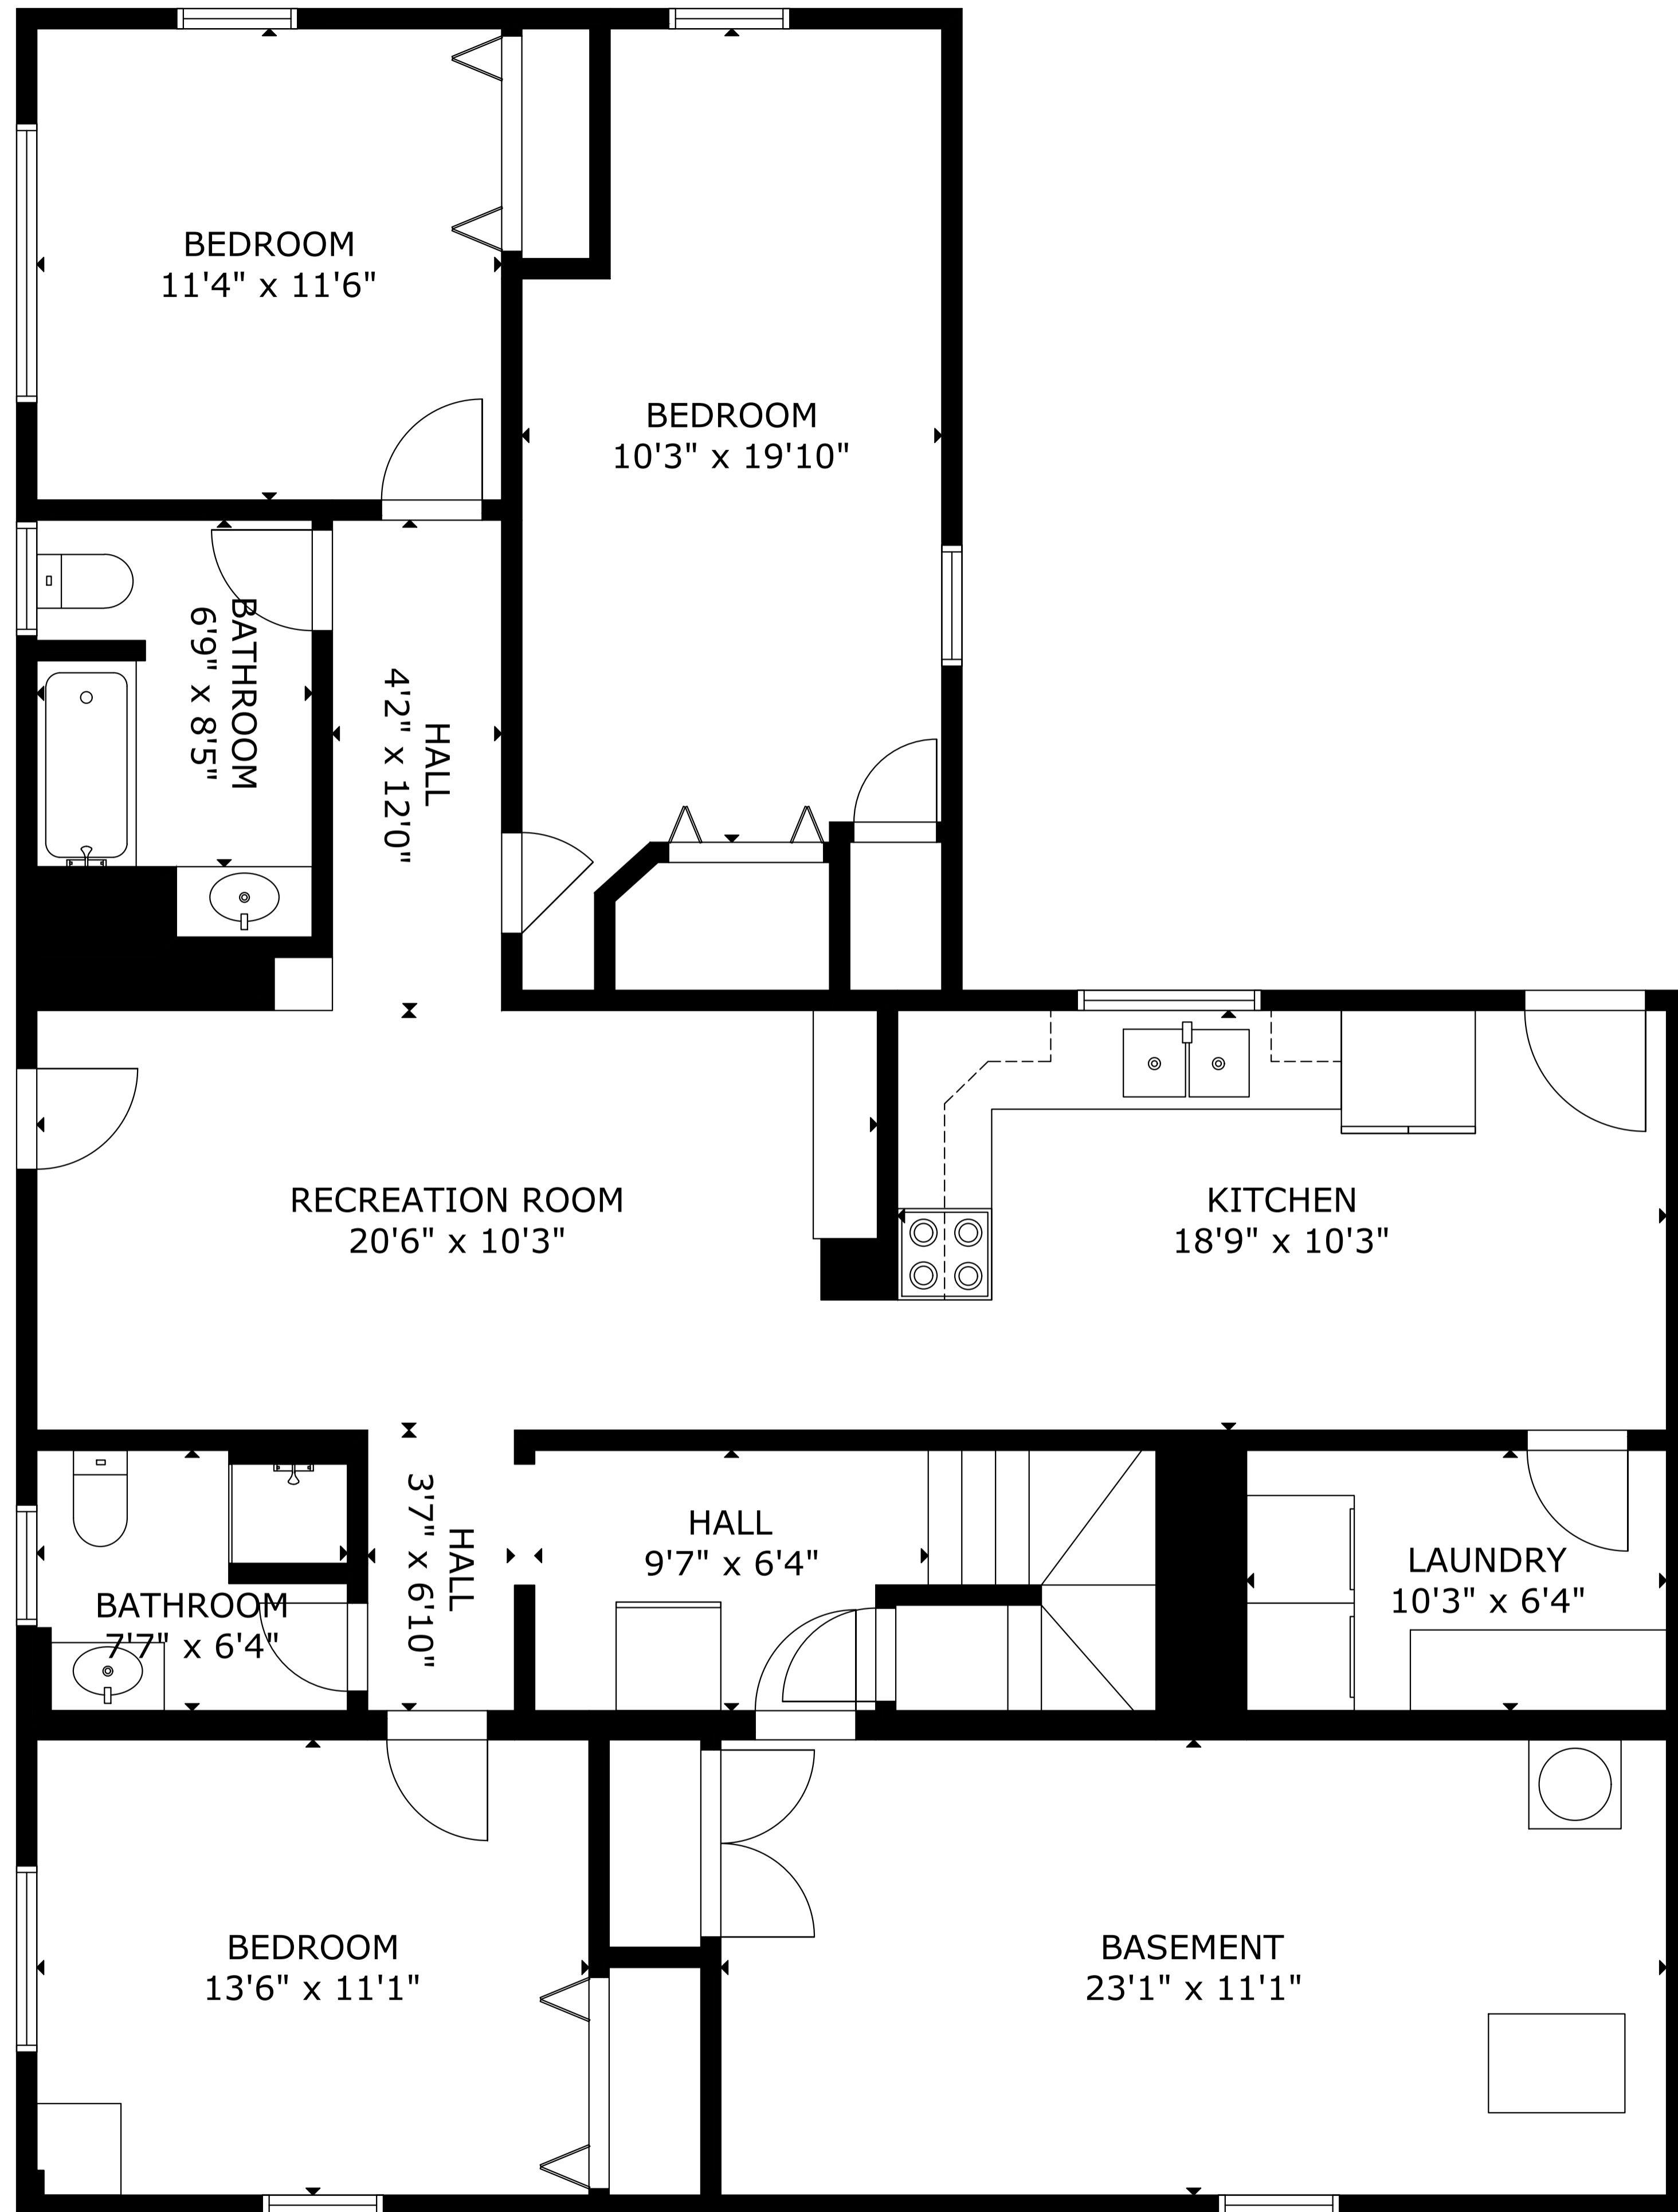 BEDROOM
11'4" x 11'6"
BEDROOM
10'3" x 19'10"
BATHROOM
6'9" x 8'5"
HALL
4'2" x 12'0"
RECREATION ROOM
20'6" x 10'3"
KITCHEN
18'9" x 10'3"
HALL
3'7" x 6'10"
HALL
9'7" x 6'4"
LAUNDRY
10'3" x 6'4"
BATHROOM
7'7" x 6'4"
BEDROOM
13'6" x 11'1"
BASEMENT
23'1" x 11'1"